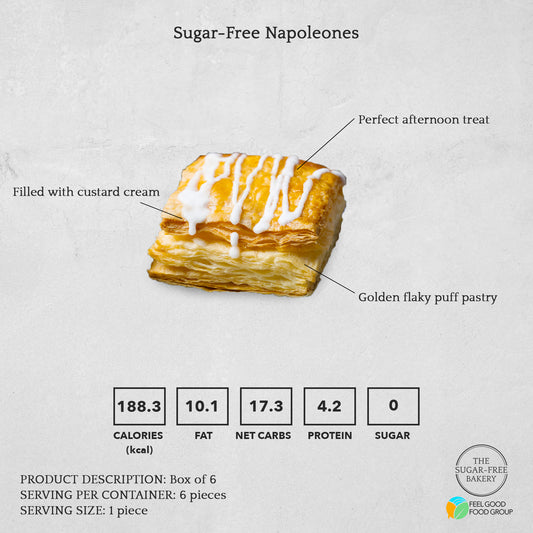 Sugar-Free Napoleones
Perfect afternoon treat
Filled with custard cream
Golden flaky puff pastry
188.3 10.1 17.3 4.2 0
CALORIES FAT NET CARBS PROTEIN SUGAR
(kcal)
PRODUCT DESCRIPTION: Box of 6
SERVING PER CONTAINER: 6 pieces
SERVING SIZE: 1 piece
THE
SUGAR-FREE
BAKERY
FEEL GOOD
FOOD GROUP